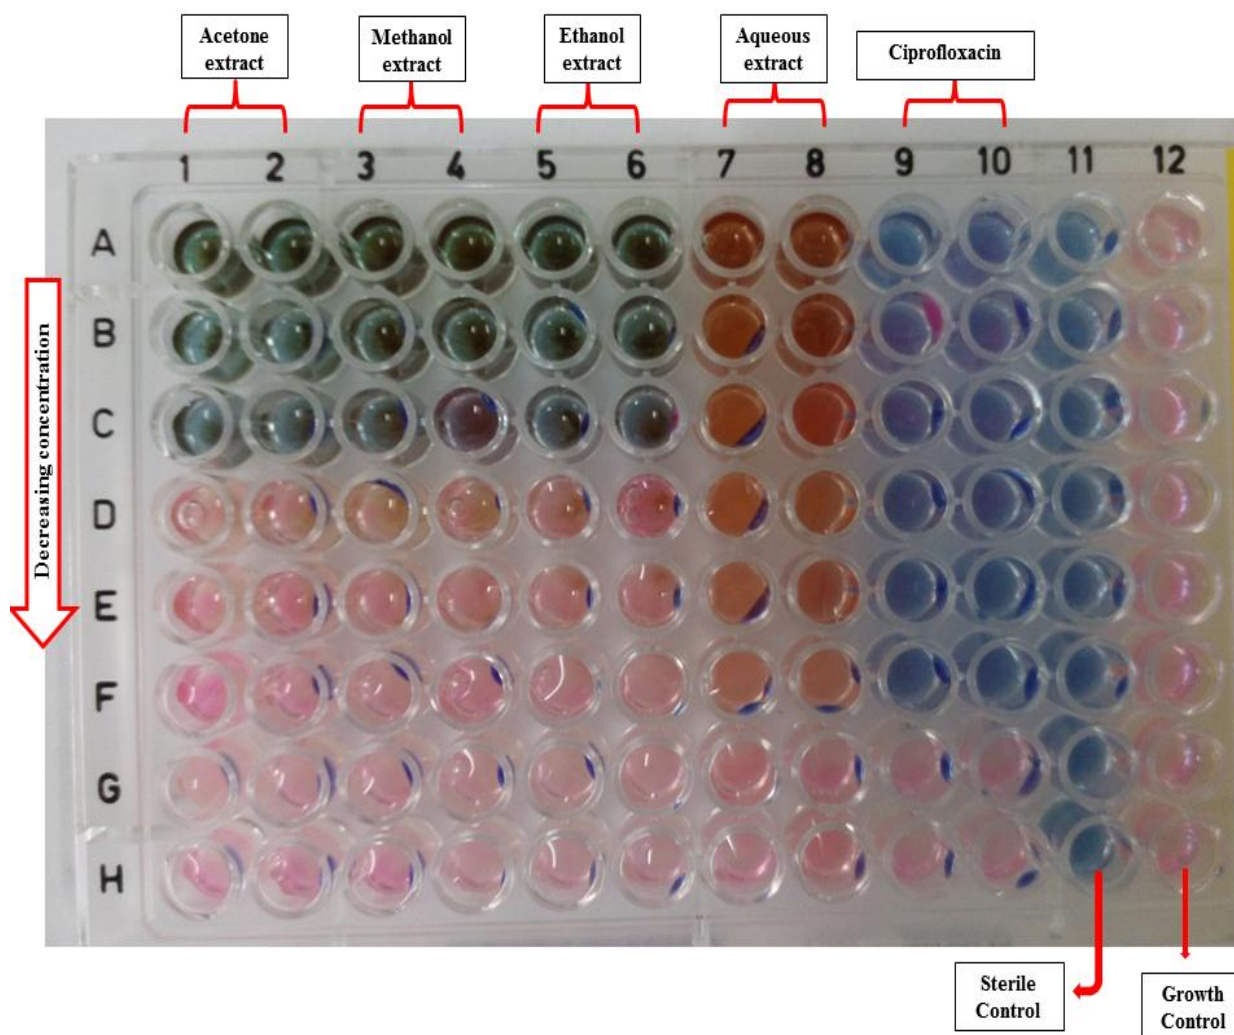 Acetone
extract
Methanol
extract
Ethanol
extract
Aqueous
extract
Ciprofloxacin
1 2 3 4 5 6 7 8 9 10 11 12
A
B
C
D
E
F
G
H
Decreasing concentration
Sterile
Control
Growth
Control